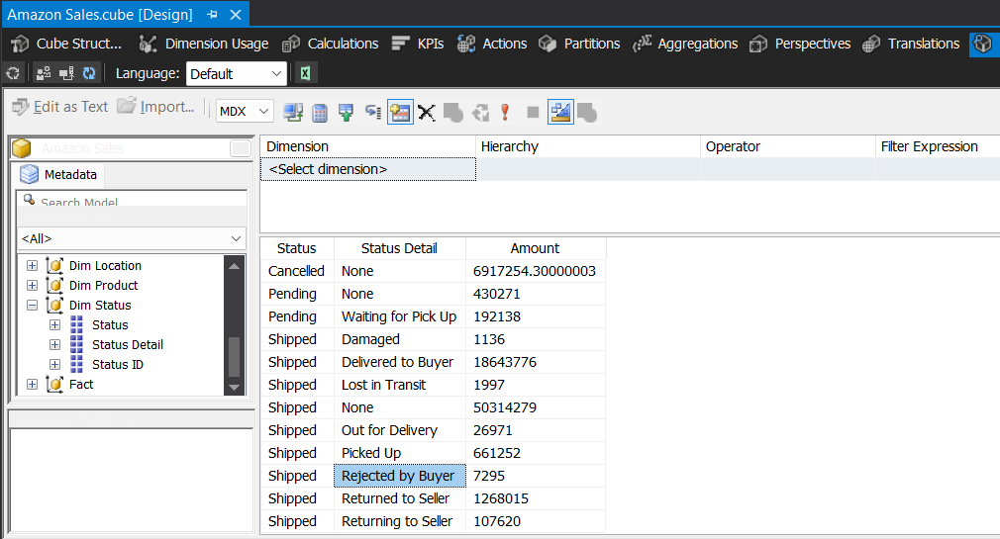 Amazon Sales.cube [Design]
Cube Struct... Dimension Usage Calculations KPIs Actions Partitions Aggregations Perspectives Translations
Language: Default
Edit as Text Import... MDX
Amazon Sales
Metadata
Search Model
<All>
Dim Location
Dim Product
Dim Status
Status
Status Detail
Status ID
Fact
Dimension Hierarchy Operator Filter Expression
<Select dimension>
Status Status Detail Amount
Cancelled None 6917254.30000003
Pending None 430271
Pending Waiting for Pick Up 192138
Shipped Damaged 1136
Shipped Delivered to Buyer 18643776
Shipped Lost in Transit 1997
Shipped None 50314279
Shipped Out for Delivery 26971
Shipped Picked Up 661252
Shipped Rejected by Buyer 7295
Shipped Returned to Seller 1268015
Shipped Returning to Seller 107620